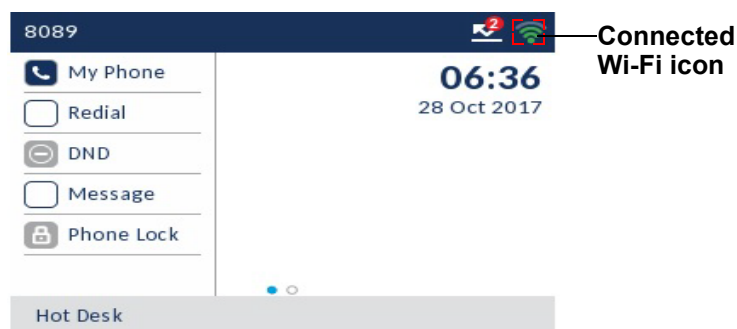 8089
2
Connected
Wi-Fi icon
My Phone
06:36
Redial
28 Oct 2017
DND
Message
Phone Lock
Hot Desk